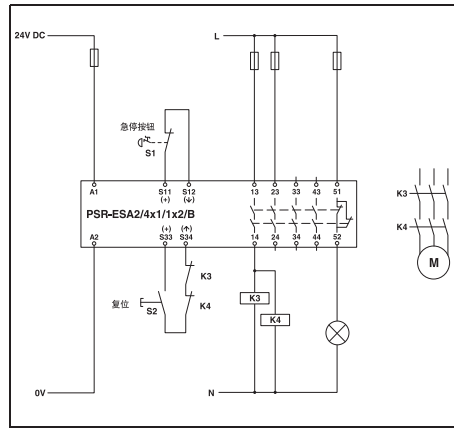 24V DC
L
急停按钮
S1
S11
(+)
S12
(↓)
A1
13
23
33
43
51
PSR-ESA2/4x1/1x2/B
A2
(+)
S33
(↑)
S34
14
24
34
44
52
K3
K4
M
K3
K4
复位
S2
K3
K4
0V
N